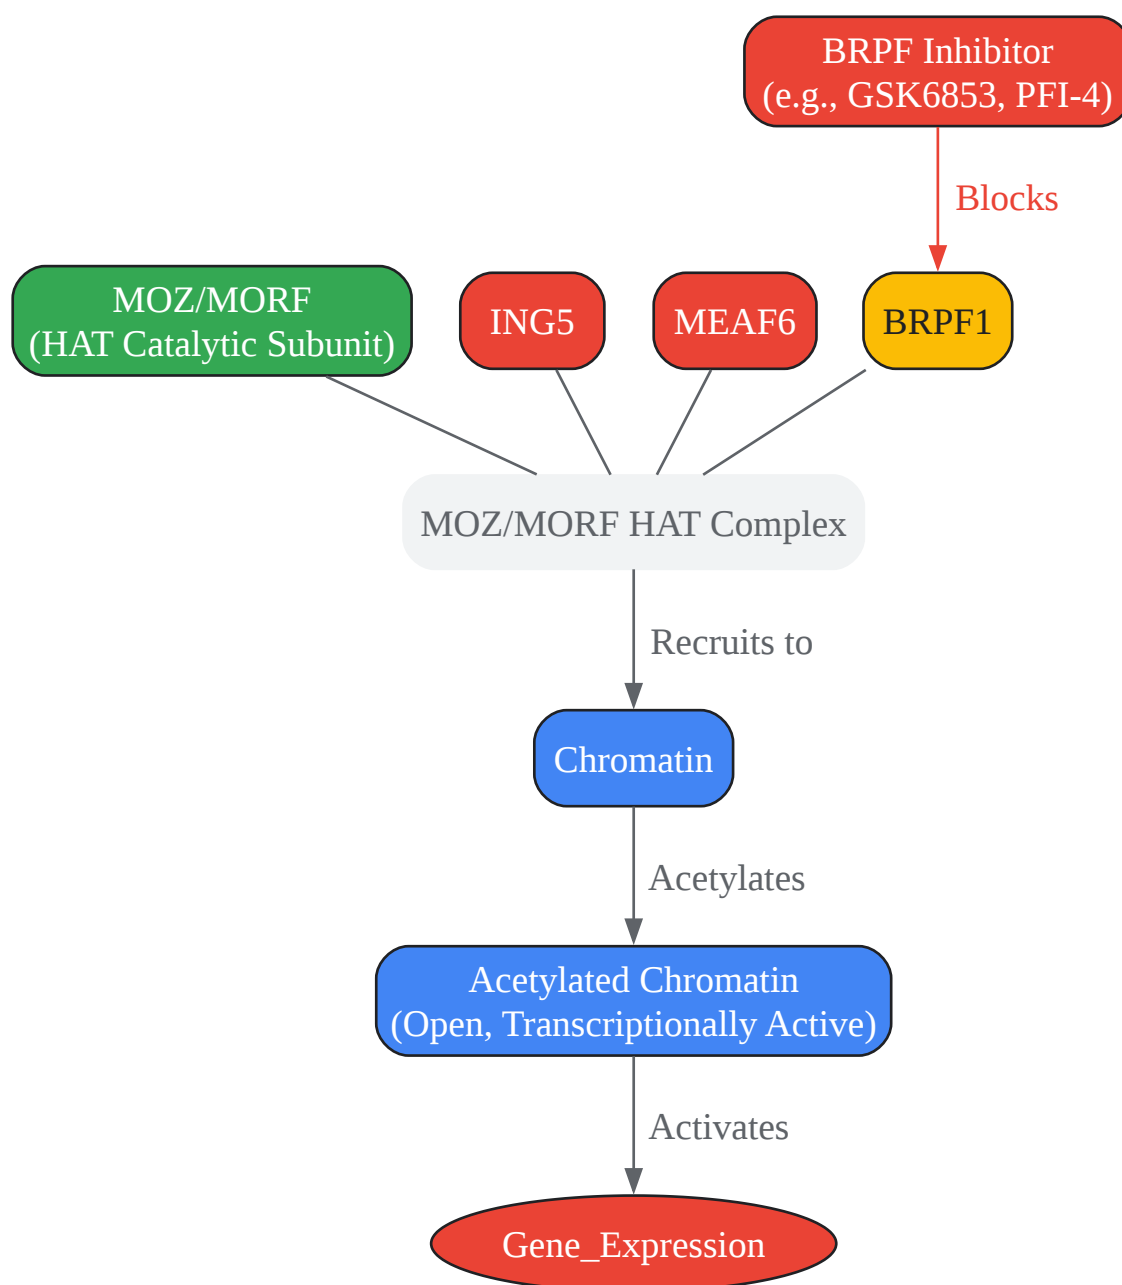 BRPF Inhibitor
(e.g., GSK6853, PFI-4)
Blocks
MOZ/MORF
(HAT Catalytic Subunit)
ING5
MEAF6
BRPF1
MOZ/MORF HAT Complex
Recruits to
Chromatin
Acetylates
Acetylated Chromatin
(Open, Transcriptionally Active)
Activates
Gene_Expression